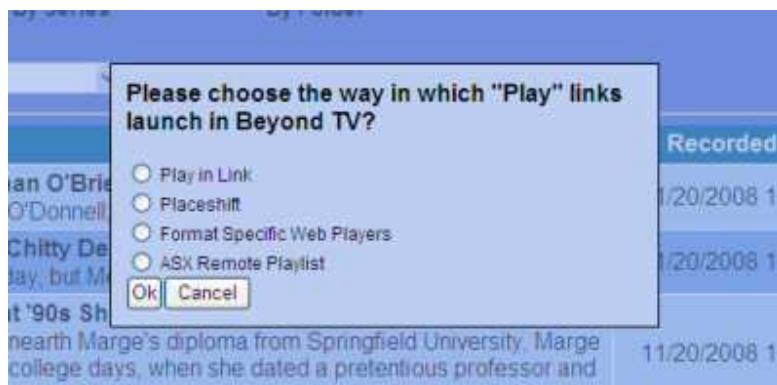 By Series By Folder
Please choose the way in which "Play" links
launch in Beyond TV?
Recorded
Play in Link
an O'Brie
Placeshift
1/20/2008 1
O'Donnell,
Format Specific Web Players
Chitty De
ASX Remote Playlist
1/20/2008 1
day, but M
Ok Cancel
t '90s Sh
nearth Marge's diploma from Springfield University, Marge
11/20/2008 1
college days, when she dated a pretentious professor and